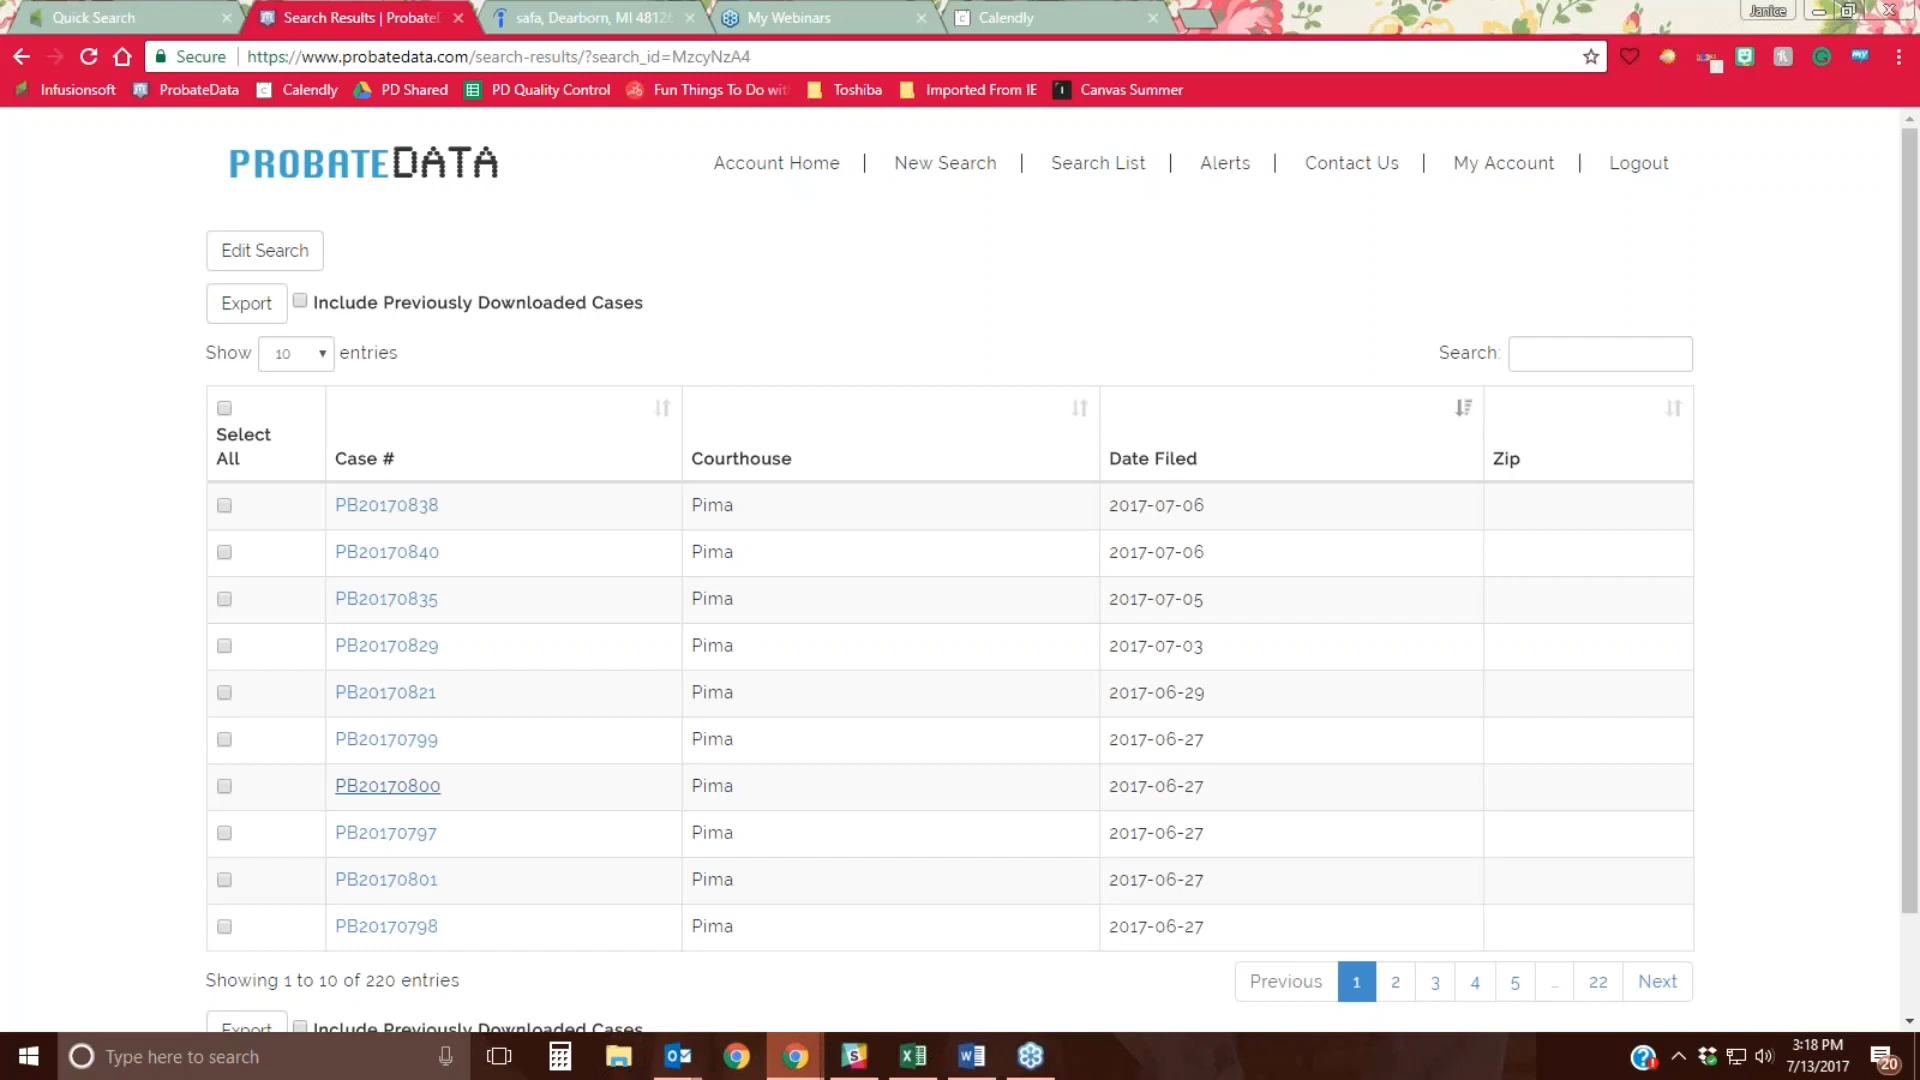 Quick Search
Search Results | Probate
safa, Dearborn, MI 4812
My Webinars
Calendly
Janice
Secure
https://www.probatedata.com/search-results/?search_id=MzcyNzA4
Infusionsoft
ProbateData
Calendly
PD Shared
PD Quality Control
Fun Things To Do wit
Toshiba
Imported From IE
Canvas Summer
PROBATEDATA
Account Home | New Search | Search List | Alerts | Contact Us | My Account | Logout
Edit Search
Export Include Previously Downloaded Cases
Show 10 entries
Search:
Select All Case # Courthouse Date Filed Zip
PB20170838 Pima 2017-07-06
PB20170840 Pima 2017-07-06
PB20170835 Pima 2017-07-05
PB20170829 Pima 2017-07-03
PB20170821 Pima 2017-06-29
PB20170799 Pima 2017-06-27
PB20170800 Pima 2017-06-27
PB20170797 Pima 2017-06-27
PB20170801 Pima 2017-06-27
PB20170798 Pima 2017-06-27
Showing 1 to 10 of 220 entries
Previous 1 2 3 4 5 … 22 Next
Export Include Previously Downloaded Cases
Type here to search
3:18 PM
7/13/2017
20